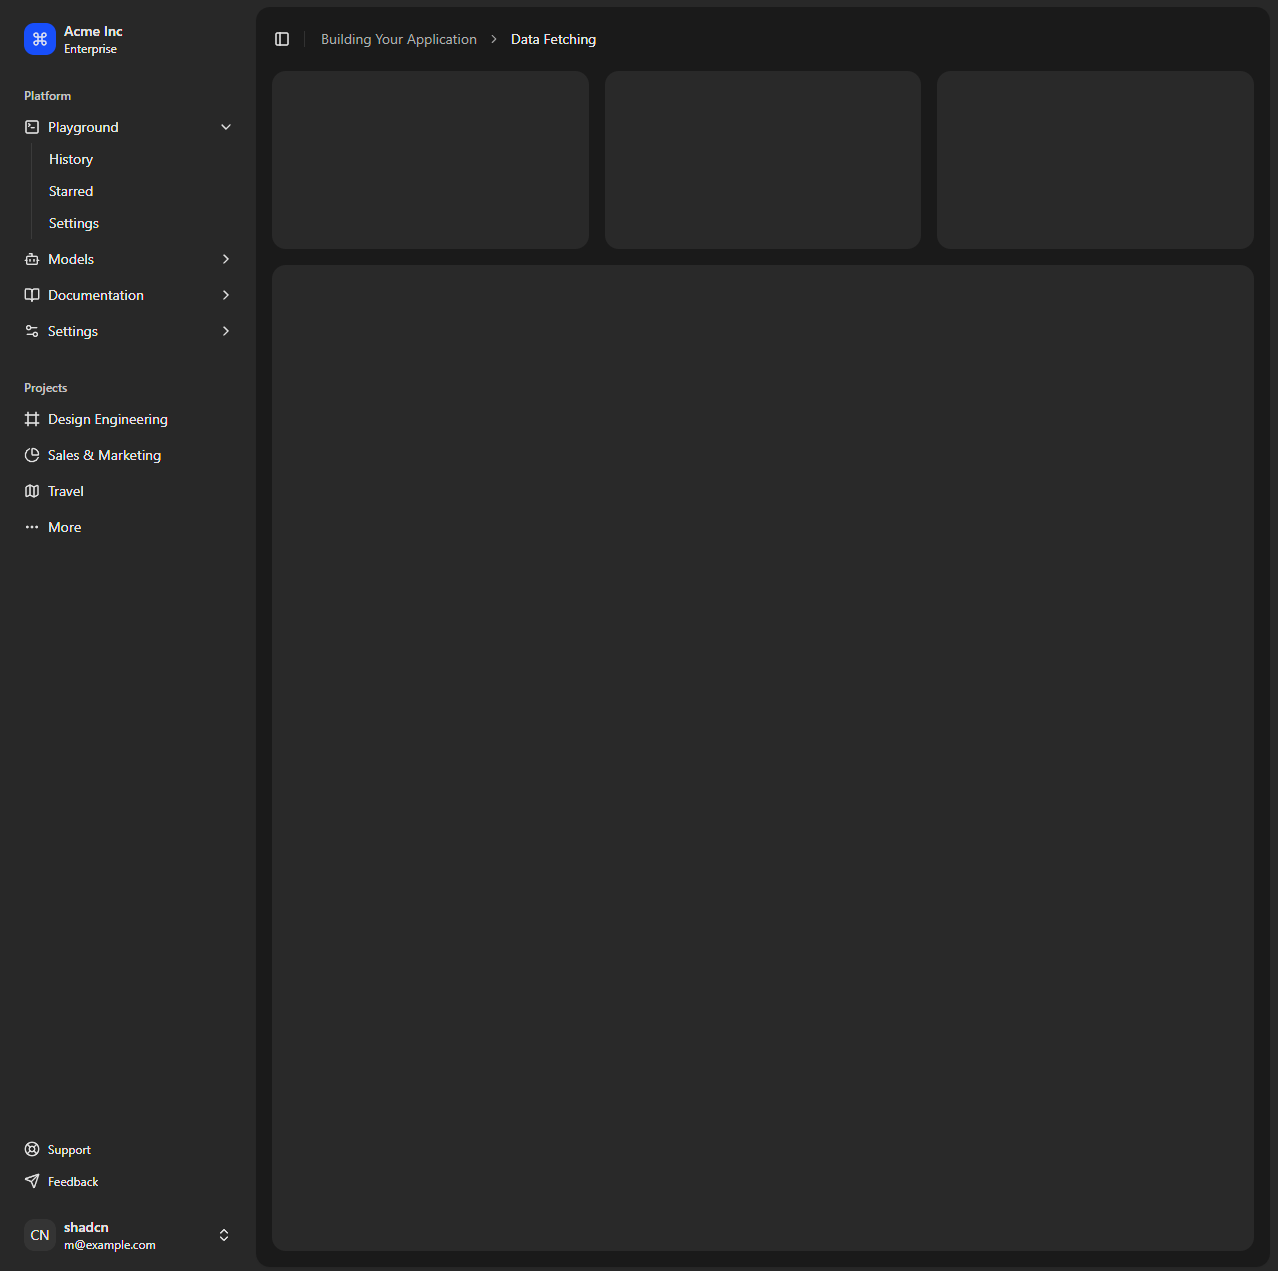 Acme Inc
Enterprise
Platform
Playground
History
Starred
Settings
Models
Documentation
Settings
Projects
Design Engineering
Sales & Marketing
Travel
More
Support
Feedback
CN
shadcn
m@example.com
Building Your Application
Data Fetching